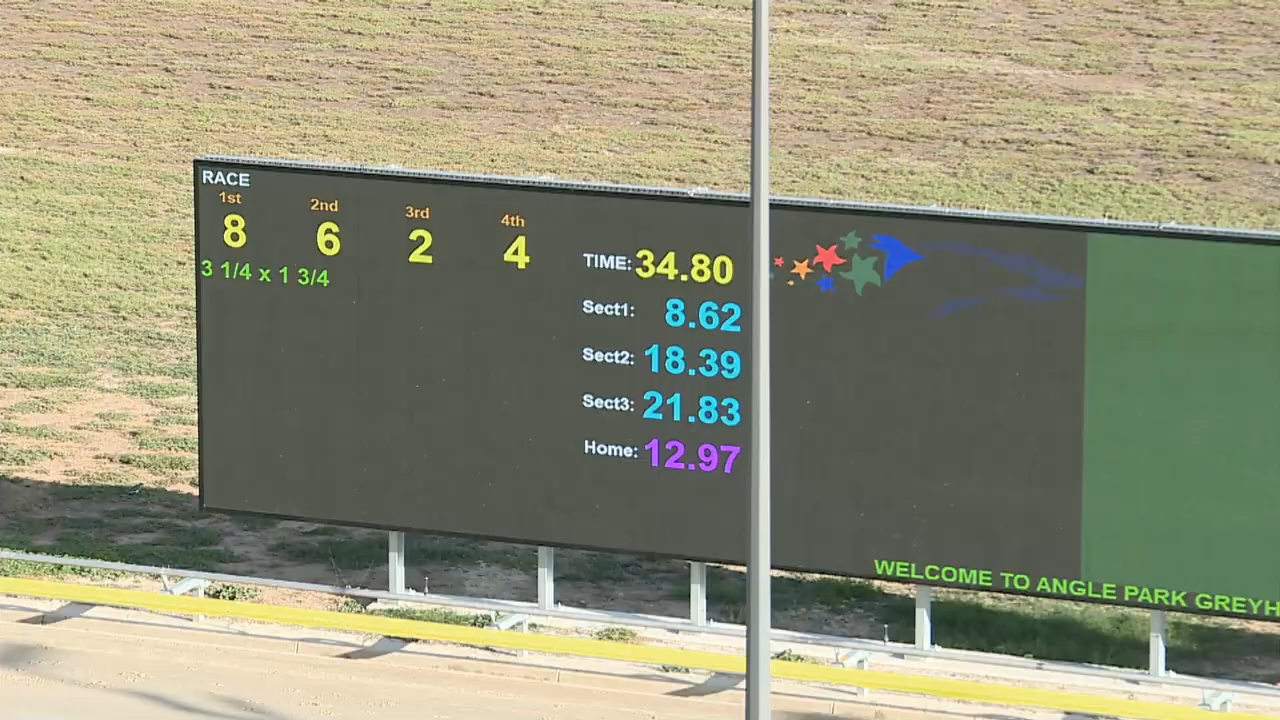 RACE
1st 2nd 3rd 4th
8 6 2 4
3 1/4 x 1 3/4
TIME: 34.80
Sect1: 8.62
Sect2: 18.39
Sect3: 21.83
Home: 12.97
WELCOME TO ANGLE PARK GREYH